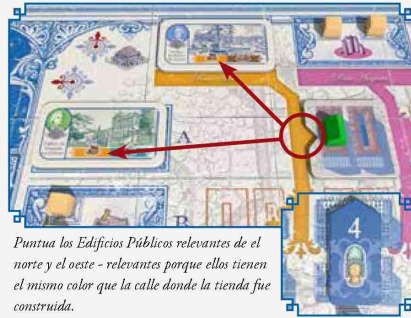 A
B
4
Puntua los Edificios Públicos relevantes de el
norte y el oeste - relevantes porque ellos tienen
el mismo color que la calle donde la tienda fue
construida.